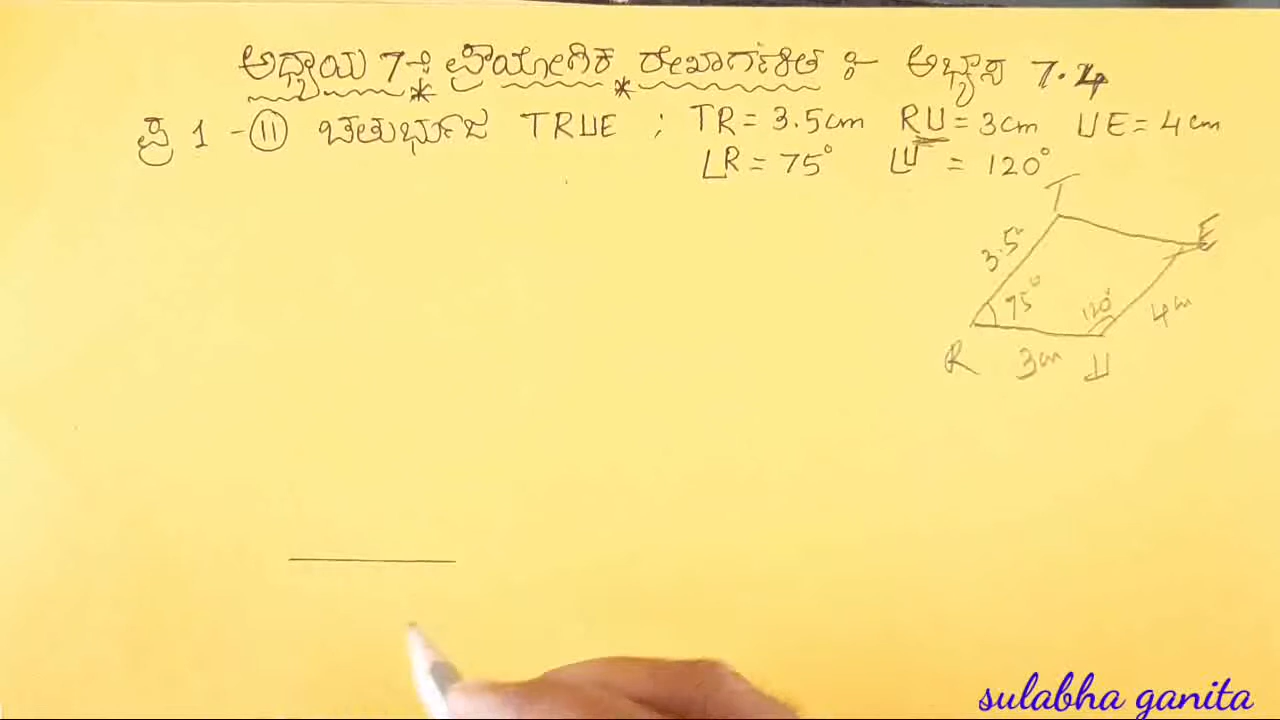 ಅಧ್ಯಾಯ 7 :- ಪ್ರಾಯೋಗಿಕ ರೇಖಾಗಣಿತ :- ಅಭ್ಯಾಸ 7.4
ಪ್ರ 1 - ii ಚತುರ್ಭುಜ TRUE ; TR = 3.5cm RU = 3cm UE = 4cm
∠R = 75° ∠U = 120°
T
3.5 E
75° 120° 4cm
R 3cm U
sulabha ganita